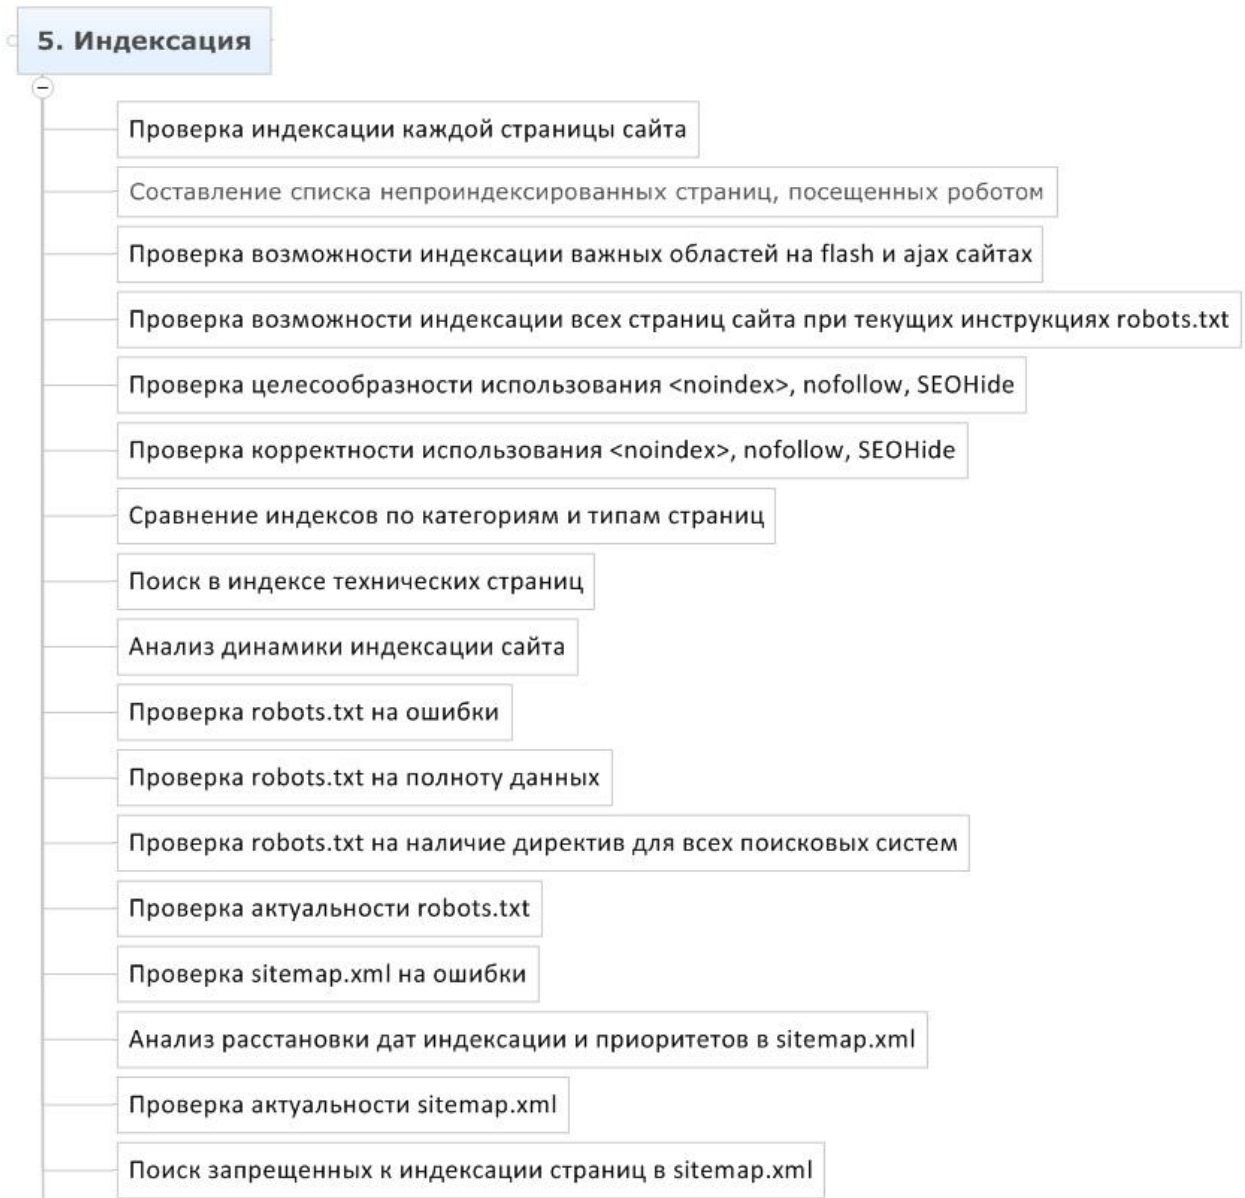 5. Индексация
Проверка индексации каждой страницы сайта
Составление списка непроиндексированных страниц, посещенных роботом
Проверка возможности индексации важных областей на flash и ajax сайтах
Проверка возможности индексации всех страниц сайта при текущих инструкциях robots.txt
Проверка целесообразности использования <noindex>, nofollow, SEOHide
Проверка корректности использования <noindex>, nofollow, SEOHide
Сравнение индексов по категориям и типам страниц
Поиск в индексе технических страниц
Анализ динамики индексации сайта
Проверка robots.txt на ошибки
Проверка robots.txt на полноту данных
Проверка robots.txt на наличие директив для всех поисковых систем
Проверка актуальности robots.txt
Проверка sitemap.xml на ошибки
Анализ расстановки дат индексации и приоритетов в sitemap.xml
Проверка актуальности sitemap.xml
Поиск запрещенных к индексации страниц в sitemap.xml